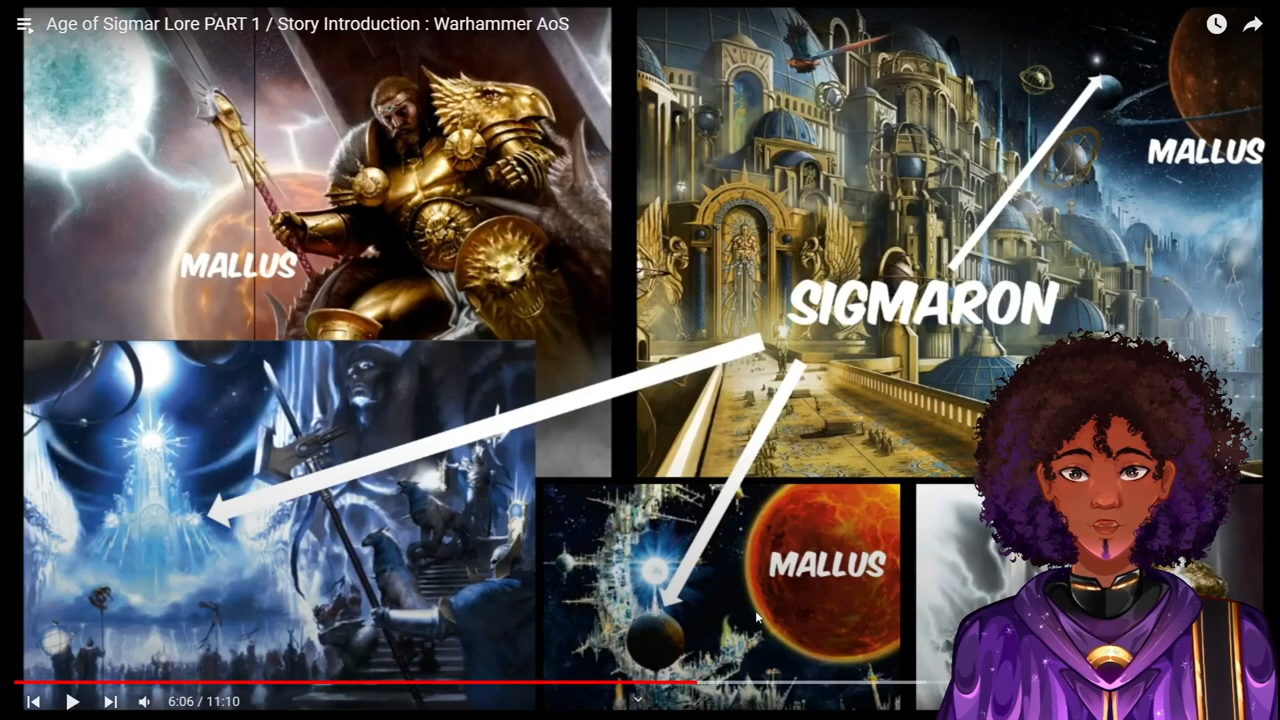 Age of Sigmar Lore PART 1 / Story Introduction : Warhammer AoS
MALLUS
MALLUS
SIGMARON
MALLUS
6:06 / 11:10